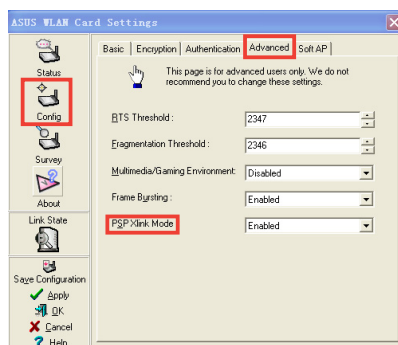 ASUS WLAN Card Settings
Status
Config
Survey
About
Link State
Save Configuration
Apply
OK
Cancel
Help
Basic Encryption Authentication Advanced Soft AP
This page is for advanced users only. We do not
recommend you to change these settings.
RTS Threshold : 2347
Fragmentation Threshold : 2346
Multimedia/Gaming Environment: Disabled
Frame Bursting : Enabled
PSP Xlink Mode Enabled